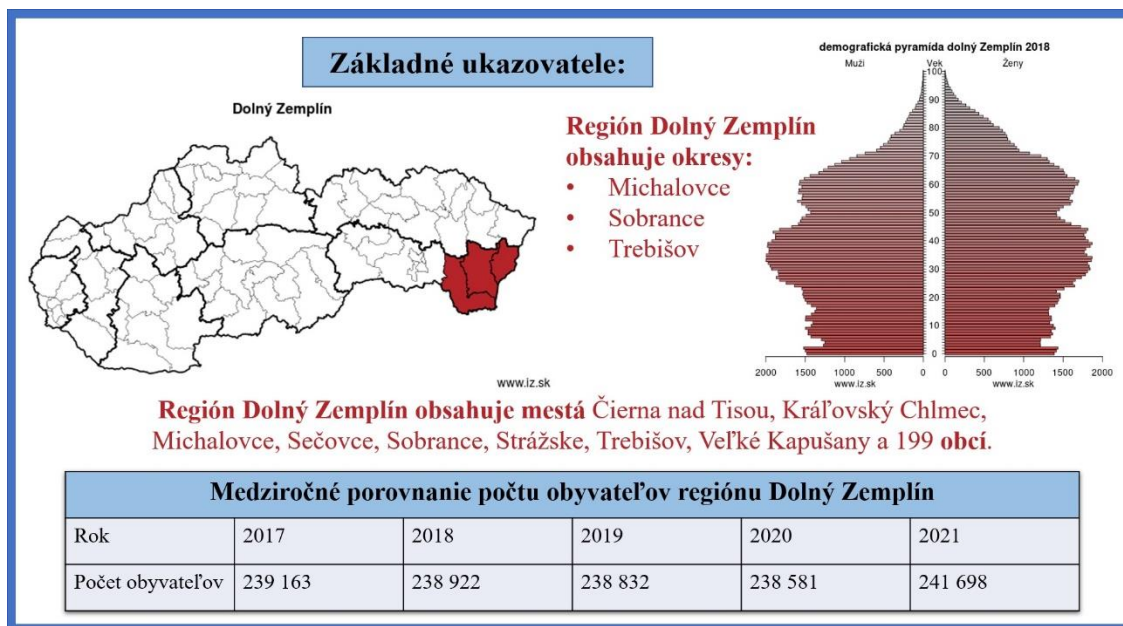 Základné ukazovatele:
Dolný Zemplín
www.iz.sk
Región Dolný Zemplín
obsahuje okresy:
• Michalovce
• Sobrance
• Trebišov
demografická pyramída dolný Zemplín 2018
Muži Vek Ženy
100
90
80
70
60
50
40
30
20
10
0
2000 1500 1000 500 0 0 500 1000 1500 2000
www.iz.sk www.iz.sk
Región Dolný Zemplín obsahuje mestá Čierna nad Tisou, Kráľovský Chlmec,
Michalovce, Sečovce, Sobrance, Strážske, Trebišov, Veľké Kapušany a 199 obcí.
Medziročné porovnanie počtu obyvateľov regiónu Dolný Zemplín
Rok 2017 2018 2019 2020 2021
Počet obyvateľov 239 163 238 922 238 832 238 581 241 698